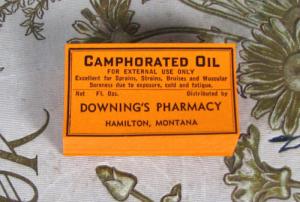 CAMPHORATED OIL
FOR EXTERNAL USE ONLY
Excellent for Sprains, Strains, Bruises and Muscular
Soreness due to exposure, cold and fatigue.
Net Fl. Ozs. Distributed by
DOWNING'S PHARMACY
HAMILTON, MONTANA